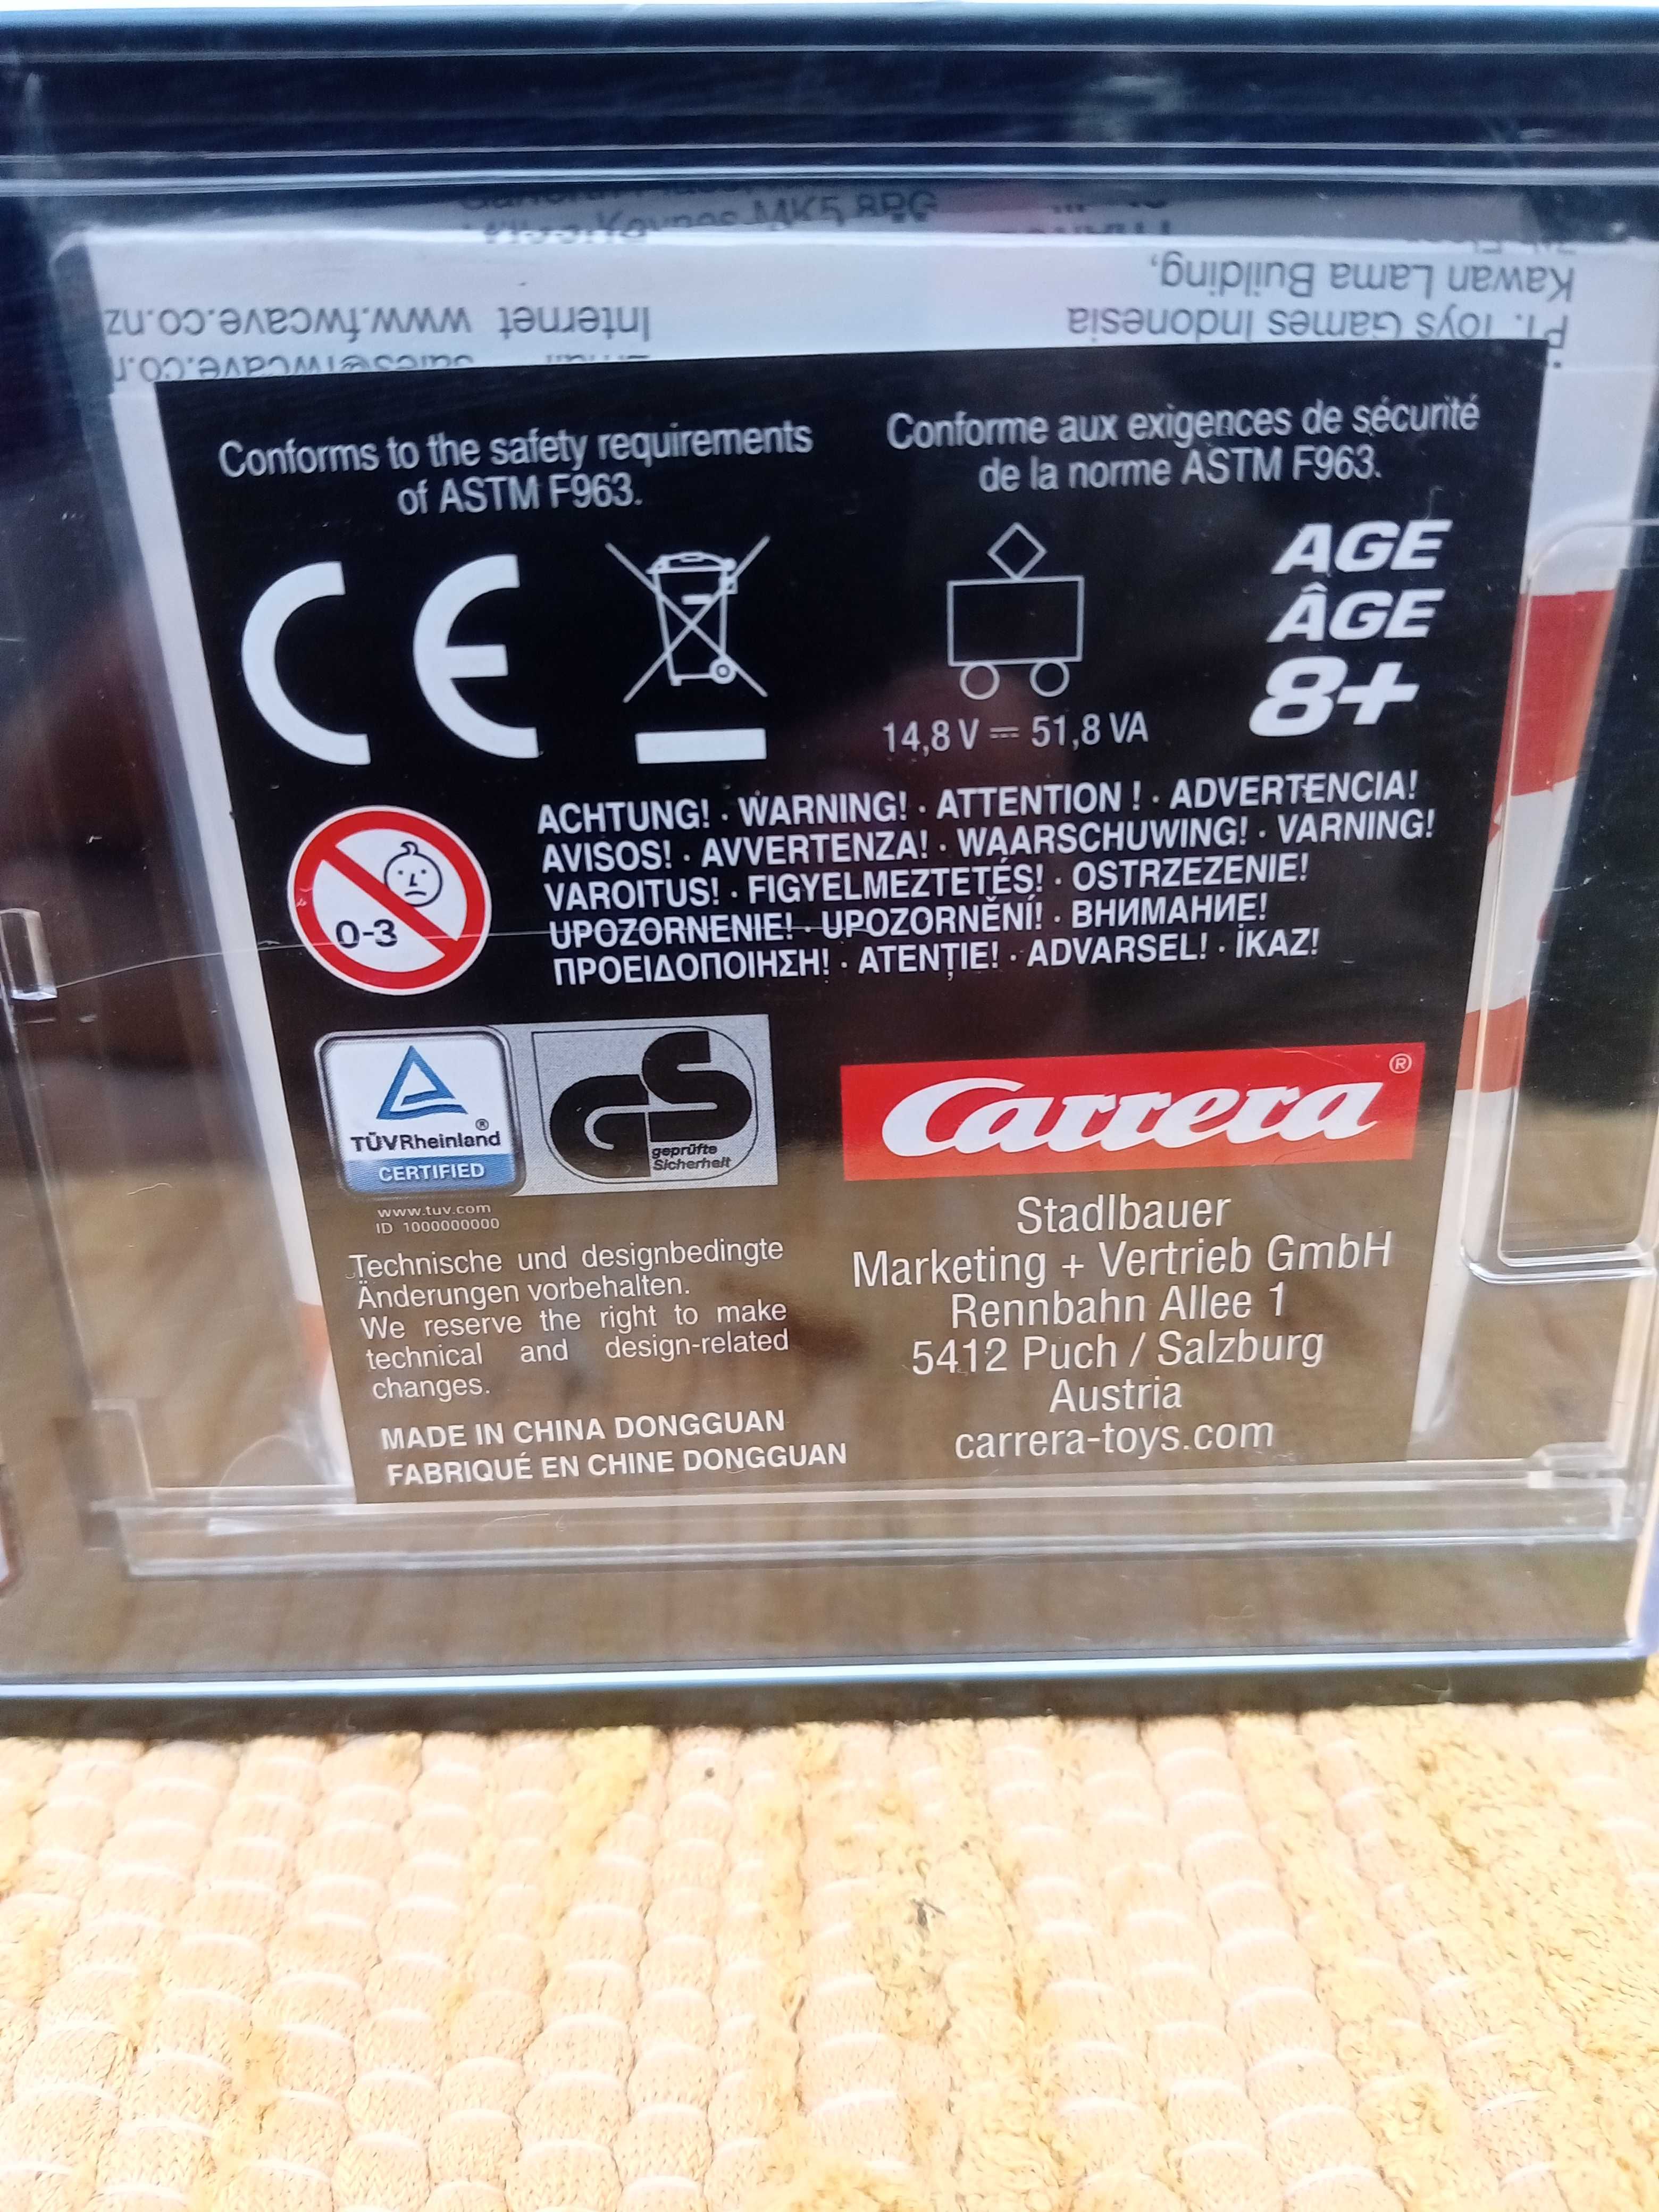 MK5 8BG
Kawan Lama Building,
Internet www.fwcave.co.nz
Toys Games Indonesia
Conforms to the safety requirements
of ASTM F963.
Conforme aux exigences de sécurité
de la norme ASTM F963.
CE
AGE
ÂGE
8+
14,8 V ⎓ 51,8 VA
0-3
ACHTUNG! · WARNING! · ATTENTION ! · ADVERTENCIA!
AVISOS! · AVVERTENZA! · WAARSCHUWING! · VARNING!
VAROITUS! · FIGYELMEZTETÉS! · OSTRZEZENIE!
UPOZORNENIE! · UPOZORNĚNÍ! · ВНИМАНИЕ!
ΠΡΟΕΙΔΟΠΟΙΗΣΗ! · ATENȚIE! · ADVARSEL! · İKAZ!
TÜVRheinland®
CERTIFIED
GS
geprüfte
Sicherheit
www.tuv.com
ID 1000000000
Technische und designbedingte
Änderungen vorbehalten.
We reserve the right to make
technical and design-related
changes.
MADE IN CHINA DONGGUAN
FABRIQUÉ EN CHINE DONGGUAN
Carrera®
Stadlbauer
Marketing + Vertrieb GmbH
Rennbahn Allee 1
5412 Puch / Salzburg
Austria
carrera-toys.com